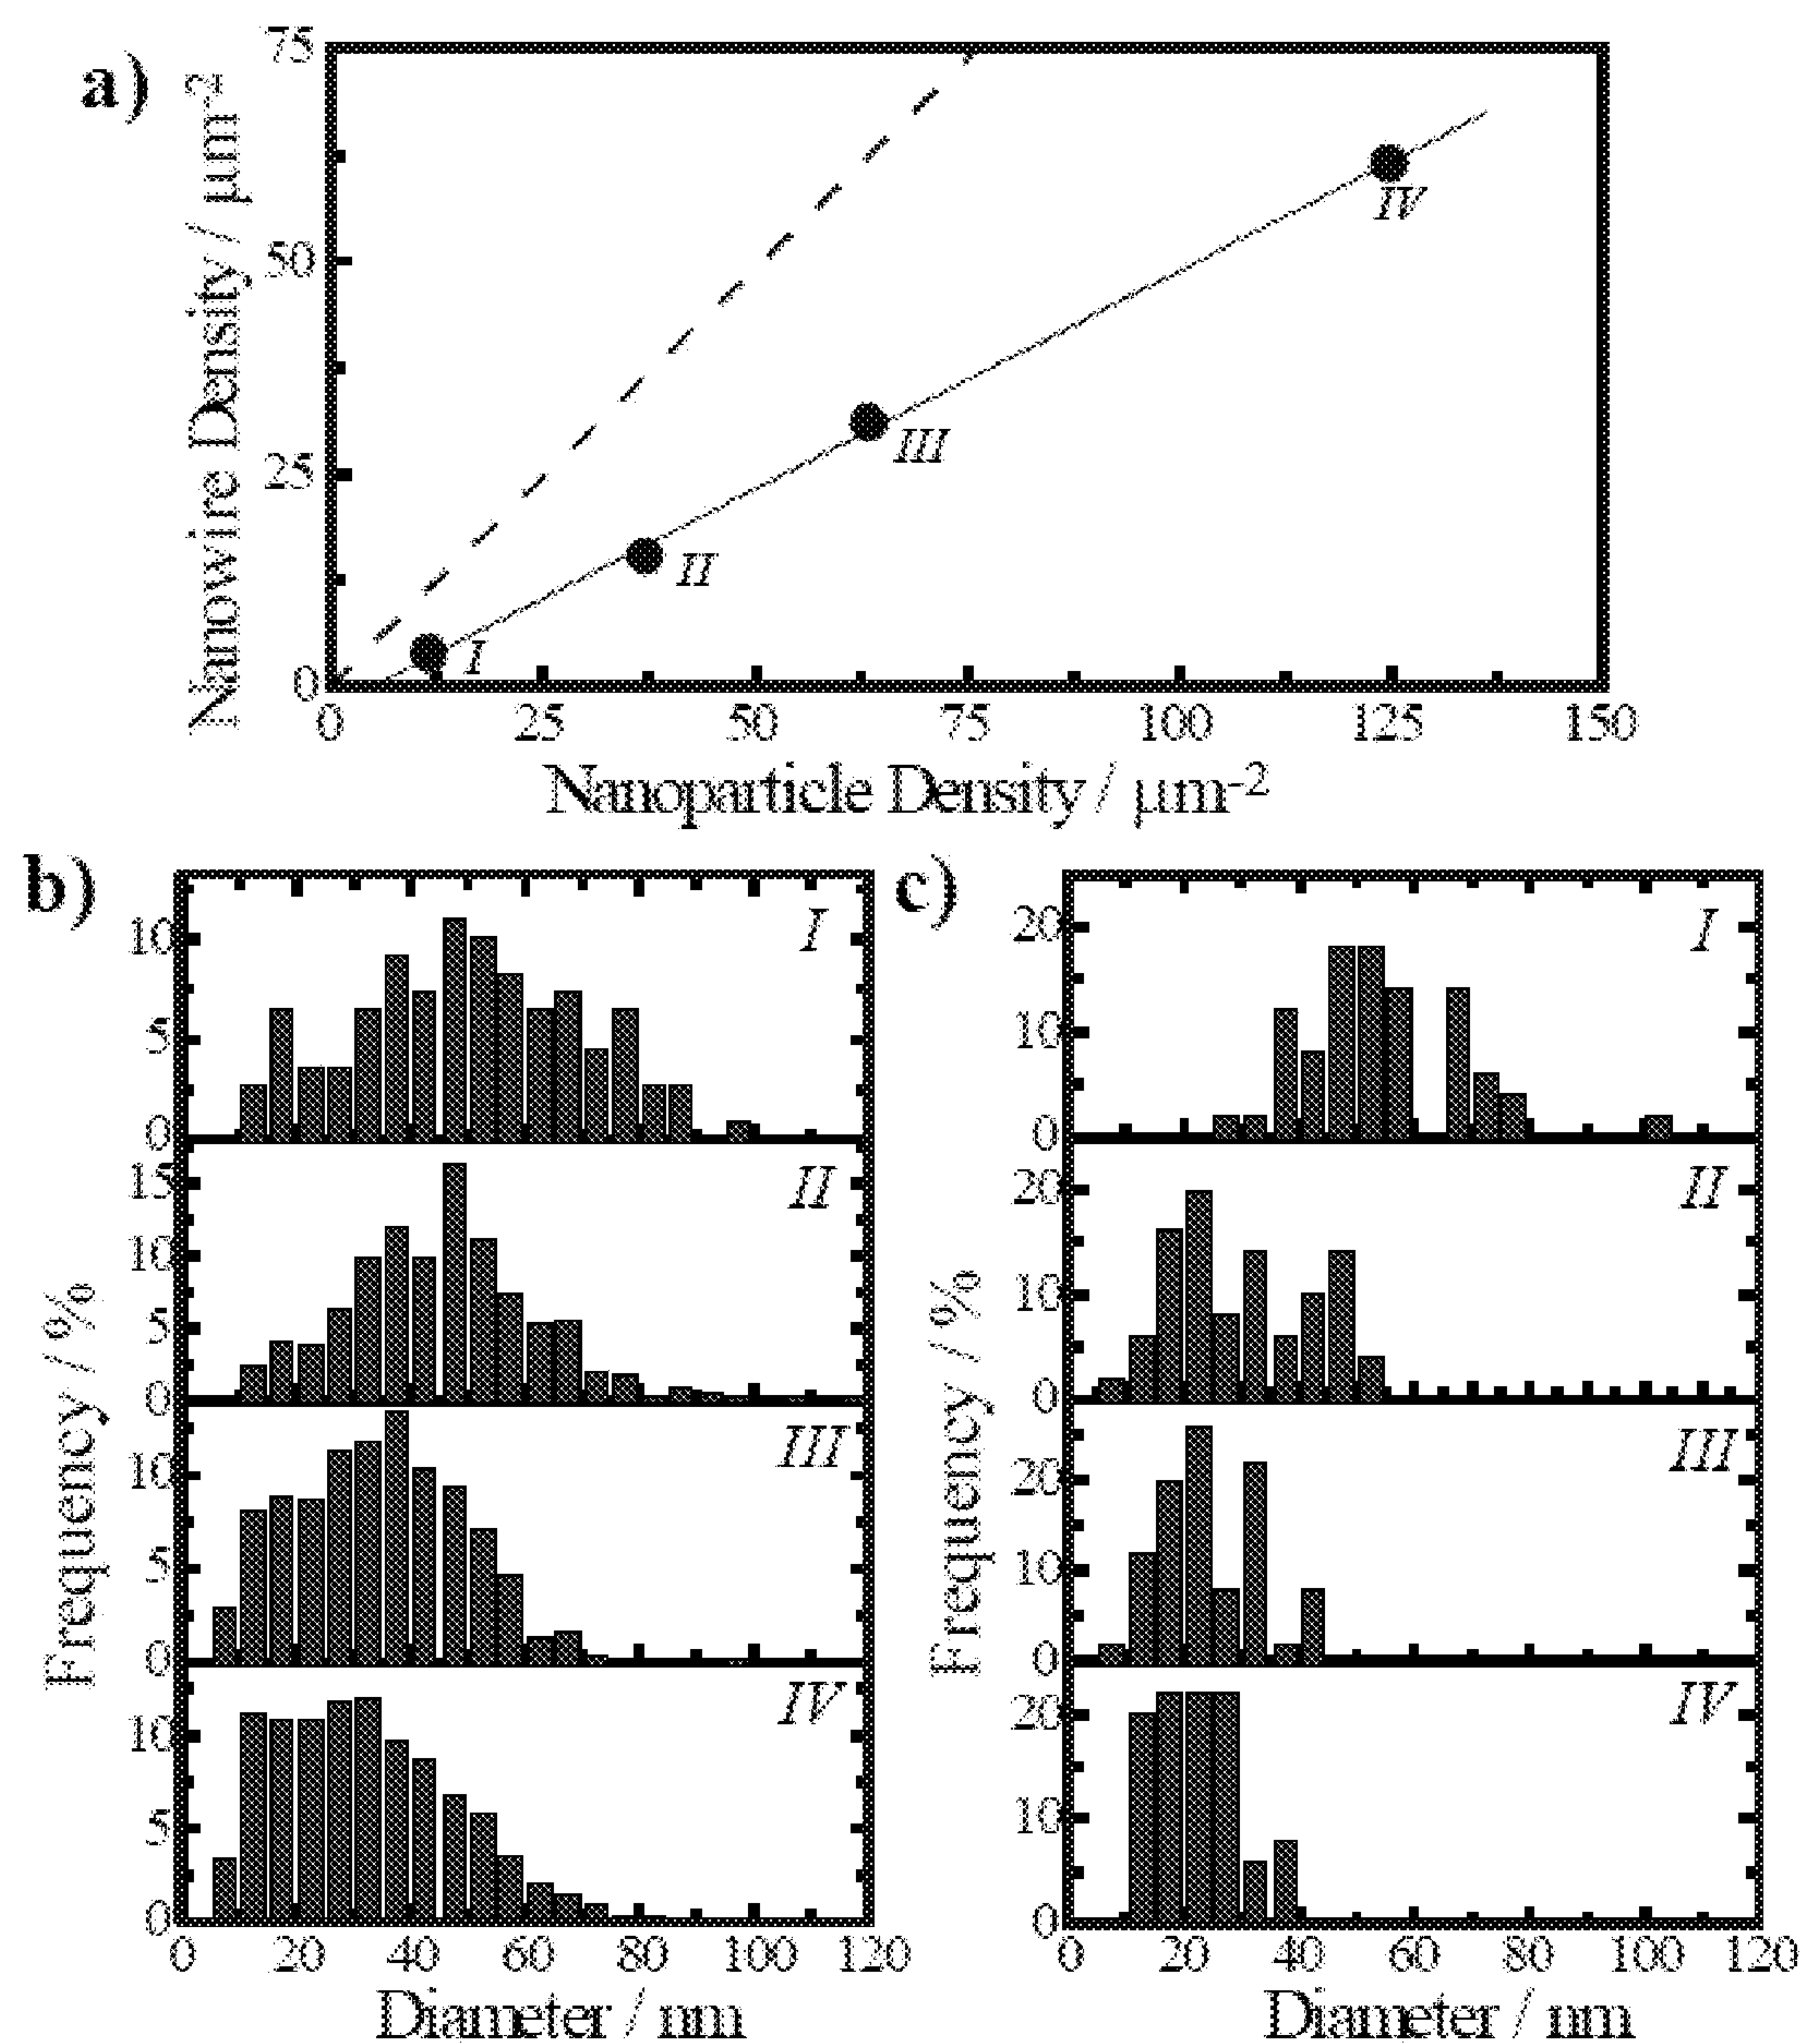 a)
Nanowire Density / μm-2
75
50
25
0
IV
III
II
I
0 25 50 75 100 125 150
Nanoparticle Density / μm-2
b)
Frequency / %
10
5
0
I
15
10
5
0
II
10
5
0
III
10
5
0
IV
0 20 40 60 80 100 120
Diameter / nm
c)
Frequency / %
20
10
0
I
20
10
0
II
20
10
0
III
20
10
0
IV
0 20 40 60 80 100 120
Diameter / nm